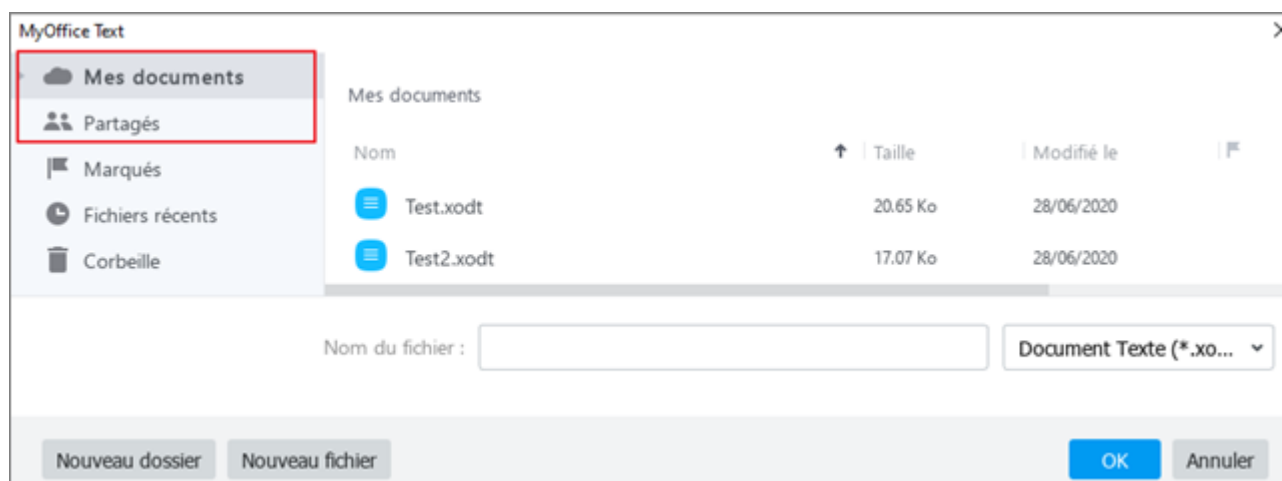 MyOffice Text
Mes documents
Partagés
Marqués
Fichiers récents
Corbeille
Mes documents
Nom Taille Modifié le
Test.xodt 20.65 Ko 28/06/2020
Test2.xodt 17.07 Ko 28/06/2020
Nom du fichier : Document Texte (*.xo...
Nouveau dossier Nouveau fichier OK Annuler